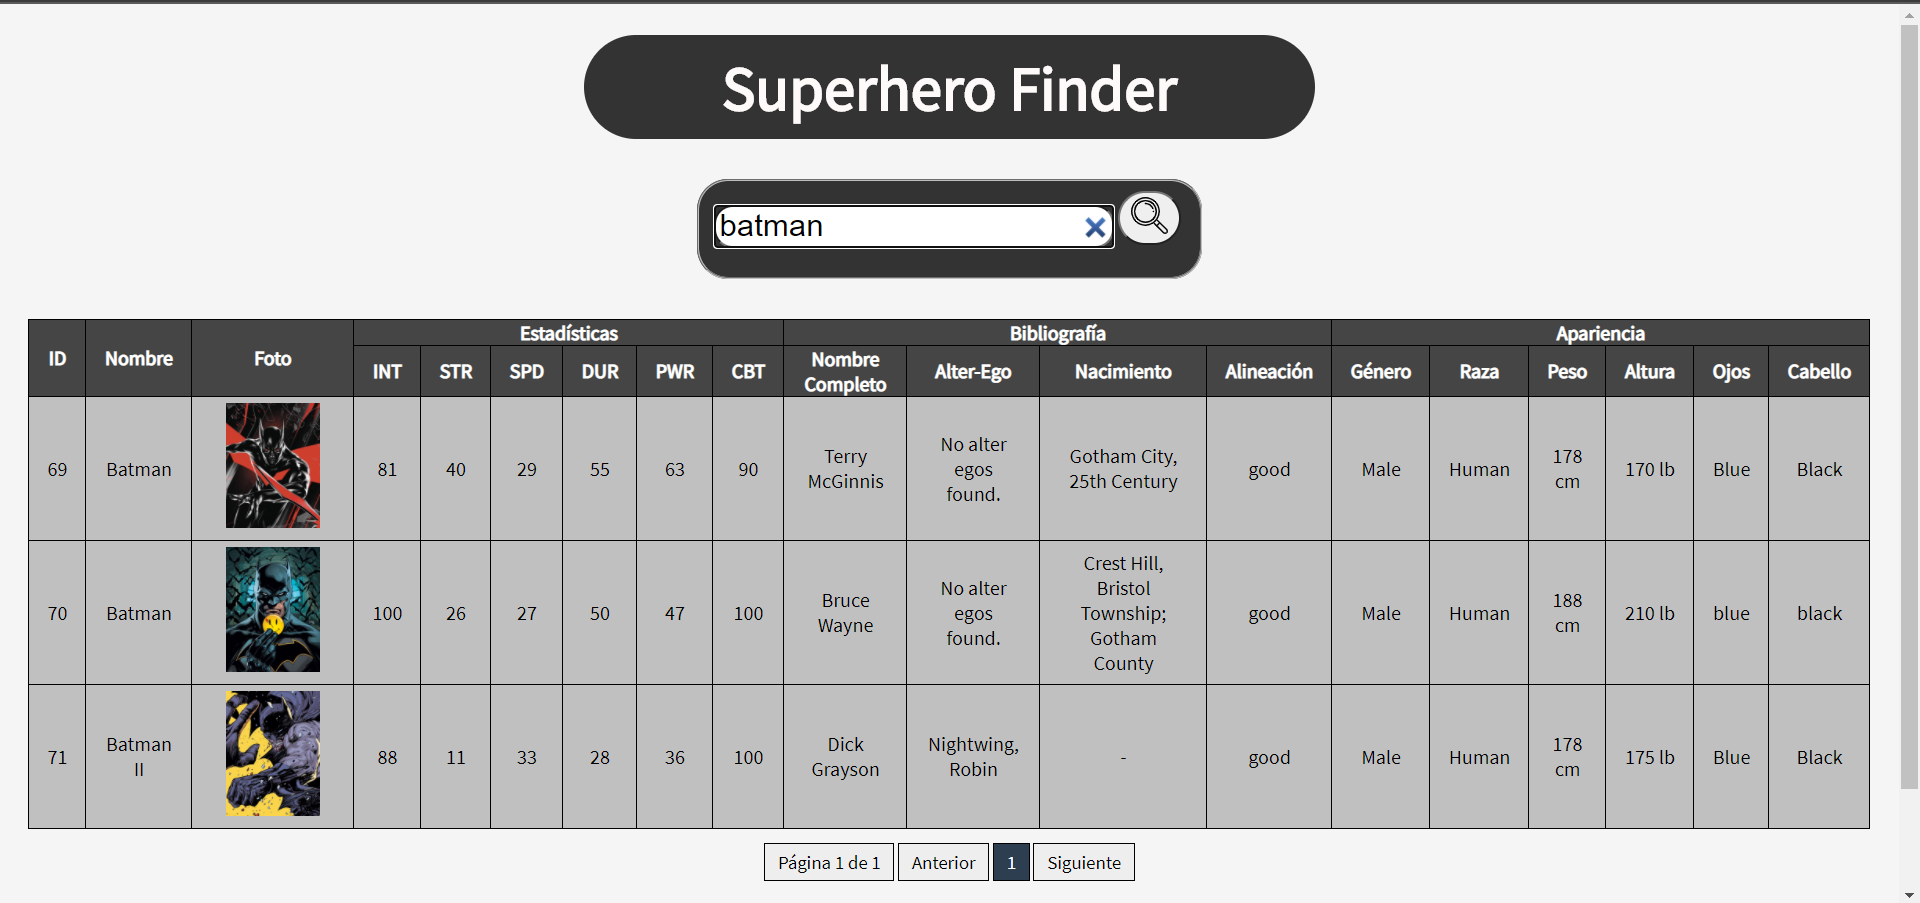 Superhero Finder
batman
ID Nombre Foto Estadísticas Bibliografía Apariencia
INT STR SPD DUR PWR CBT Nombre Completo Alter-Ego Nacimiento Alineación Género Raza Peso Altura Ojos Cabello
69 Batman 81 40 29 55 63 90 Terry McGinnis No alter egos found. Gotham City, 25th Century good Male Human 178 cm 170 lb Blue Black
70 Batman 100 26 27 50 47 100 Bruce Wayne No alter egos found. Crest Hill, Bristol Township; Gotham County good Male Human 188 cm 210 lb blue black
71 Batman II 88 11 33 28 36 100 Dick Grayson Nightwing, Robin - good Male Human 178 cm 175 lb Blue Black
Página 1 de 1 Anterior 1 Siguiente